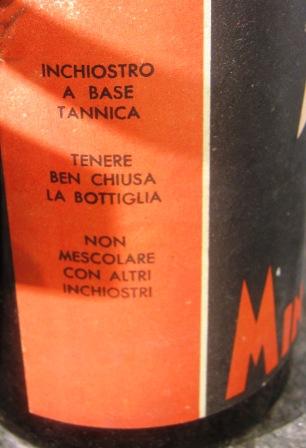 INCHIOSTRO
A BASE
TANNICA
TENERE
BEN CHIUSA
LA BOTTIGLIA
NON
MESCOLARE
CON ALTRI
INCHIOSTRI